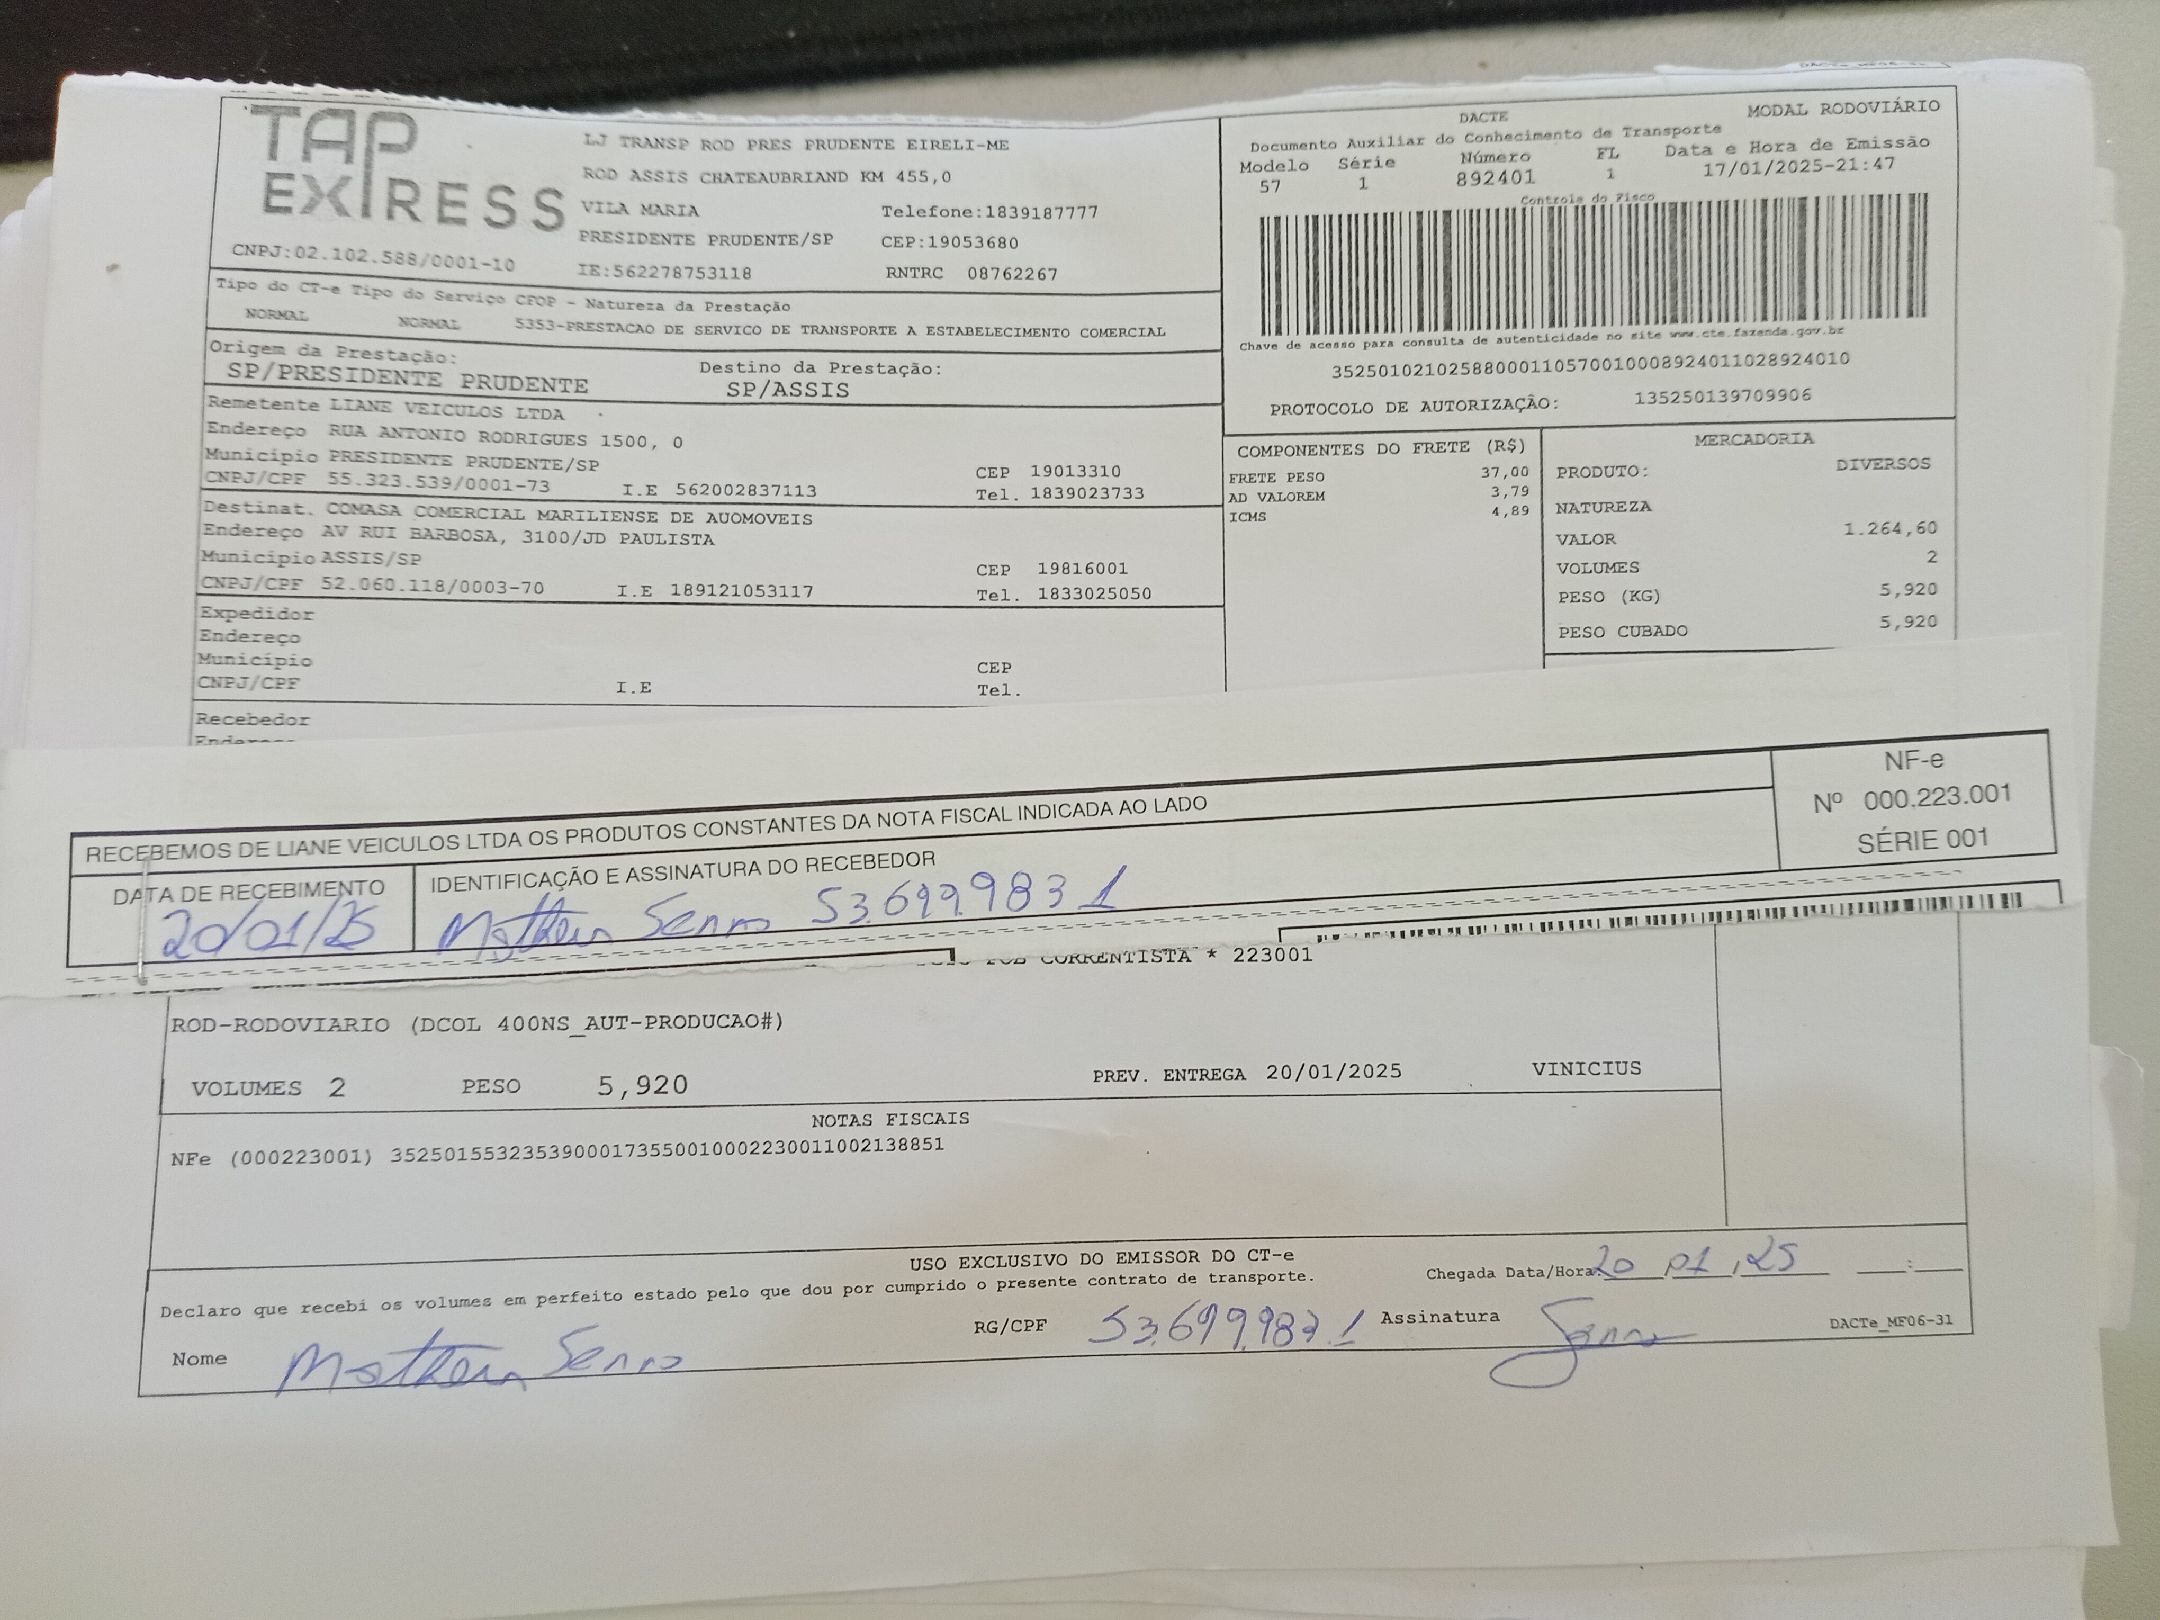 TAP EXPRESS
CNPJ:02.102.588/0001-10
LJ TRANSP ROD PRES PRUDENTE EIRELI-ME
ROD ASSIS CHATEAUBRIAND KM 455,0
VILA MARIA Telefone:1839187777
PRESIDENTE PRUDENTE/SP CEP:19053680
IE:562278753118 RNTRC 08762267
DACTE MODAL RODOVIÁRIO
Documento Auxiliar do Conhecimento de Transporte
Modelo Série Número FL Data e Hora de Emissão
57 1 892401 1 17/01/2025-21:47
Controle do Fisco
Chave de acesso para consulta de autenticidade no site www.cte.fazenda.gov.br
35250102102588000110570010008924011028924010
PROTOCOLO DE AUTORIZAÇÃO: 135250139709906
Tipo do CT-e Tipo do Serviço CFOP - Natureza da Prestação
NORMAL NORMAL 5353-PRESTACAO DE SERVICO DE TRANSPORTE A ESTABELECIMENTO COMERCIAL
Origem da Prestação: Destino da Prestação:
SP/PRESIDENTE PRUDENTE SP/ASSIS
Remetente LIANE VEICULOS LTDA
Endereço RUA ANTONIO RODRIGUES 1500, 0
Município PRESIDENTE PRUDENTE/SP CEP 19013310
CNPJ/CPF 55.323.539/0001-73 I.E 562002837113 Tel. 1839023733
Destinat. COMASA COMERCIAL MARILIENSE DE AUOMOVEIS
Endereço AV RUI BARBOSA, 3100/JD PAULISTA
Município ASSIS/SP CEP 19816001
CNPJ/CPF 52.060.118/0003-70 I.E 189121053117 Tel. 1833025050
Expedidor
Endereço
Município CEP
CNPJ/CPF I.E Tel.
Recebedor
Endereço
COMPONENTES DO FRETE (R$)
FRETE PESO 37,00
AD VALOREM 3,79
ICMS 4,89
MERCADORIA
PRODUTO: DIVERSOS
NATUREZA
VALOR 1.264,60
VOLUMES 2
PESO (KG) 5,920
PESO CUBADO 5,920
RECEBEMOS DE LIANE VEICULOS LTDA OS PRODUTOS CONSTANTES DA NOTA FISCAL INDICADA AO LADO
NF-e
Nº 000.223.001
SÉRIE 001
DATA DE RECEBIMENTO IDENTIFICAÇÃO E ASSINATURA DO RECEBEDOR
20/01/25 Matheus Senno 53.699.983 1
FOB CORRENTISTA * 223001
ROD-RODOVIARIO (DCOL 400NS_AUT-PRODUCAO#)
VOLUMES 2 PESO 5,920 PREV. ENTREGA 20/01/2025 VINICIUS
NOTAS FISCAIS
NFe (000223001) 35250155323539000173550010002230011002138851
USO EXCLUSIVO DO EMISSOR DO CT-e
Declaro que recebi os volumes em perfeito estado pelo que dou por cumprido o presente contrato de transporte.
Chegada Data/Hora: 20 01,25 :
Nome Matheus Senno RG/CPF 53.699.983.1 Assinatura Senno
DACTe_MF06-31